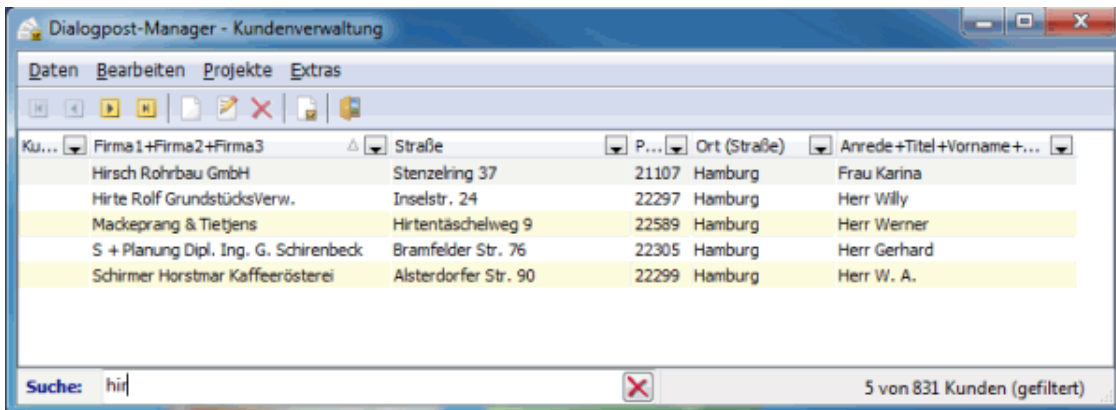 Dialogpost-Manager - Kundenverwaltung
Daten Bearbeiten Projekte Extras
Ku... Firma1+Firma2+Firma3 Straße P... Ort (Straße) Anrede+Titel+Vorname+...
Hirsch Rohrbau GmbH Stenzelring 37 21107 Hamburg Frau Karina
Hirte Rolf GrundstücksVerw. Inselstr. 24 22297 Hamburg Herr Willy
Mackeprang & Tietjens Hirtentäschelweg 9 22589 Hamburg Herr Werner
S + Planung Dipl. Ing. G. Schirenbeck Bramfelder Str. 76 22305 Hamburg Herr Gerhard
Schirmer Horstmar Kaffeerösterei Alsterdorfer Str. 90 22299 Hamburg Herr W. A.
Suche: hir 5 von 831 Kunden (gefiltert)